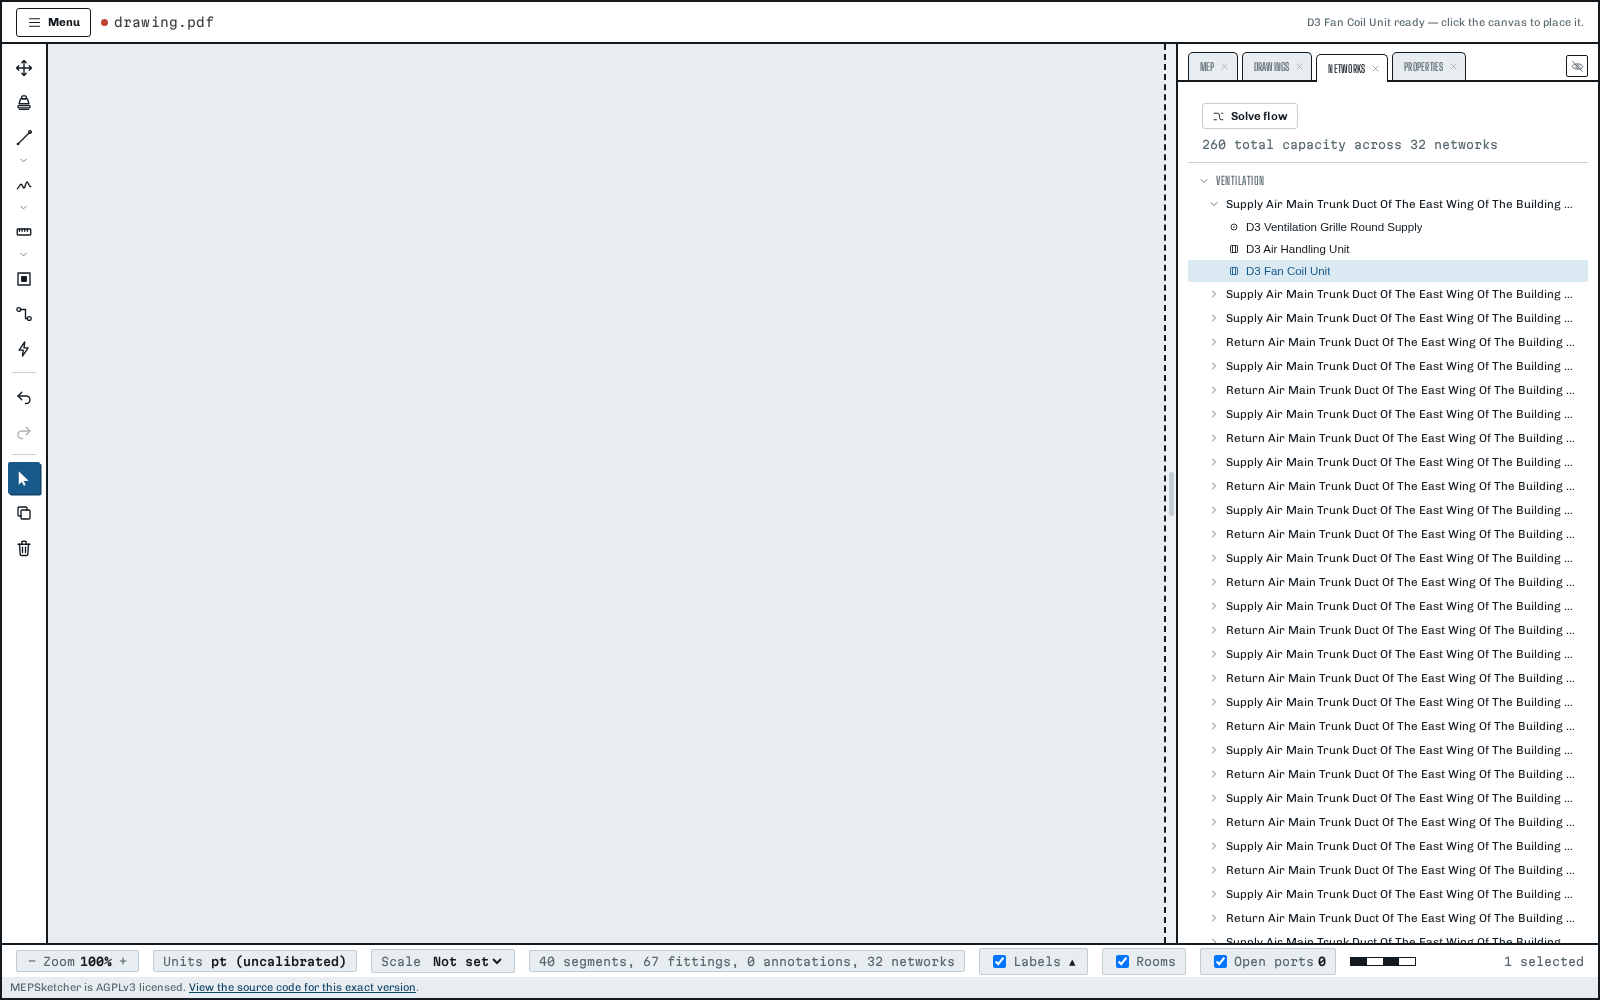 Menu
drawing.pdf
D3 Fan Coil Unit ready — click the canvas to place it.
MEP
DRAWINGS
NETWORKS
PROPERTIES
Solve flow
260 total capacity across 32 networks
VENTILATION
Supply Air Main Trunk Duct Of The East Wing Of The Building ...
D3 Ventilation Grille Round Supply
D3 Air Handling Unit
D3 Fan Coil Unit
Supply Air Main Trunk Duct Of The East Wing Of The Building ...
Supply Air Main Trunk Duct Of The East Wing Of The Building ...
Return Air Main Trunk Duct Of The East Wing Of The Building ...
Supply Air Main Trunk Duct Of The East Wing Of The Building ...
Return Air Main Trunk Duct Of The East Wing Of The Building ...
Supply Air Main Trunk Duct Of The East Wing Of The Building ...
Return Air Main Trunk Duct Of The East Wing Of The Building ...
Supply Air Main Trunk Duct Of The East Wing Of The Building ...
Return Air Main Trunk Duct Of The East Wing Of The Building ...
Supply Air Main Trunk Duct Of The East Wing Of The Building ...
Return Air Main Trunk Duct Of The East Wing Of The Building ...
Supply Air Main Trunk Duct Of The East Wing Of The Building ...
Return Air Main Trunk Duct Of The East Wing Of The Building ...
Supply Air Main Trunk Duct Of The East Wing Of The Building ...
Return Air Main Trunk Duct Of The East Wing Of The Building ...
Supply Air Main Trunk Duct Of The East Wing Of The Building ...
Return Air Main Trunk Duct Of The East Wing Of The Building ...
Supply Air Main Trunk Duct Of The East Wing Of The Building ...
Return Air Main Trunk Duct Of The East Wing Of The Building ...
Supply Air Main Trunk Duct Of The East Wing Of The Building ...
Return Air Main Trunk Duct Of The East Wing Of The Building ...
Supply Air Main Trunk Duct Of The East Wing Of The Building ...
Return Air Main Trunk Duct Of The East Wing Of The Building ...
Supply Air Main Trunk Duct Of The East Wing Of The Building ...
Return Air Main Trunk Duct Of The East Wing Of The Building ...
Supply Air Main Trunk Duct Of The East Wing Of The Building ...
Return Air Main Trunk Duct Of The East Wing Of The Building ...
Supply Air Main Trunk Duct Of The East Wing Of The Building ...
− Zoom 100% +
Units pt (uncalibrated)
Scale Not set
40 segments, 67 fittings, 0 annotations, 32 networks
Labels ▲
Rooms
Open ports 0
1 selected
MEPSketcher is AGPLv3 licensed. View the source code for this exact version.